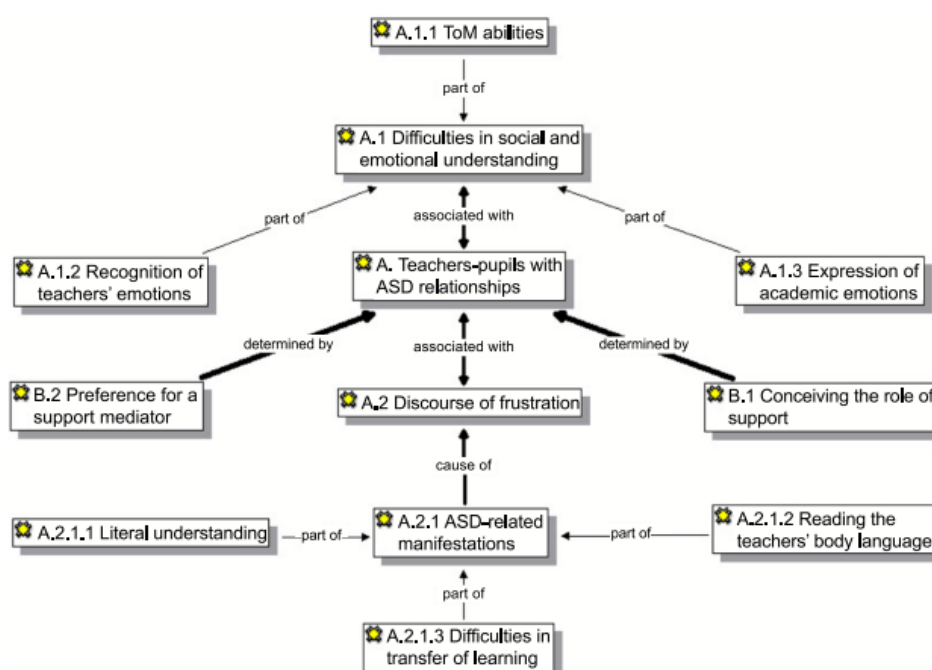 A.1.1 ToM abilities
part of
A.1 Difficulties in social and
emotional understanding
part of
associated with
part of
A.1.2 Recognition of
teachers' emotions
A. Teachers-pupils with
ASD relationships
A.1.3 Expression of
academic emotions
determined by
associated with
determined by
B.2 Preference for a
support mediator
A.2 Discourse of frustration
B.1 Conceiving the role of
support
cause of
A.2.1.1 Literal understanding
part of
A.2.1 ASD-related
manifestations
part of
A.2.1.2 Reading the
teachers' body language
part of
A.2.1.3 Difficulties in
transfer of learning